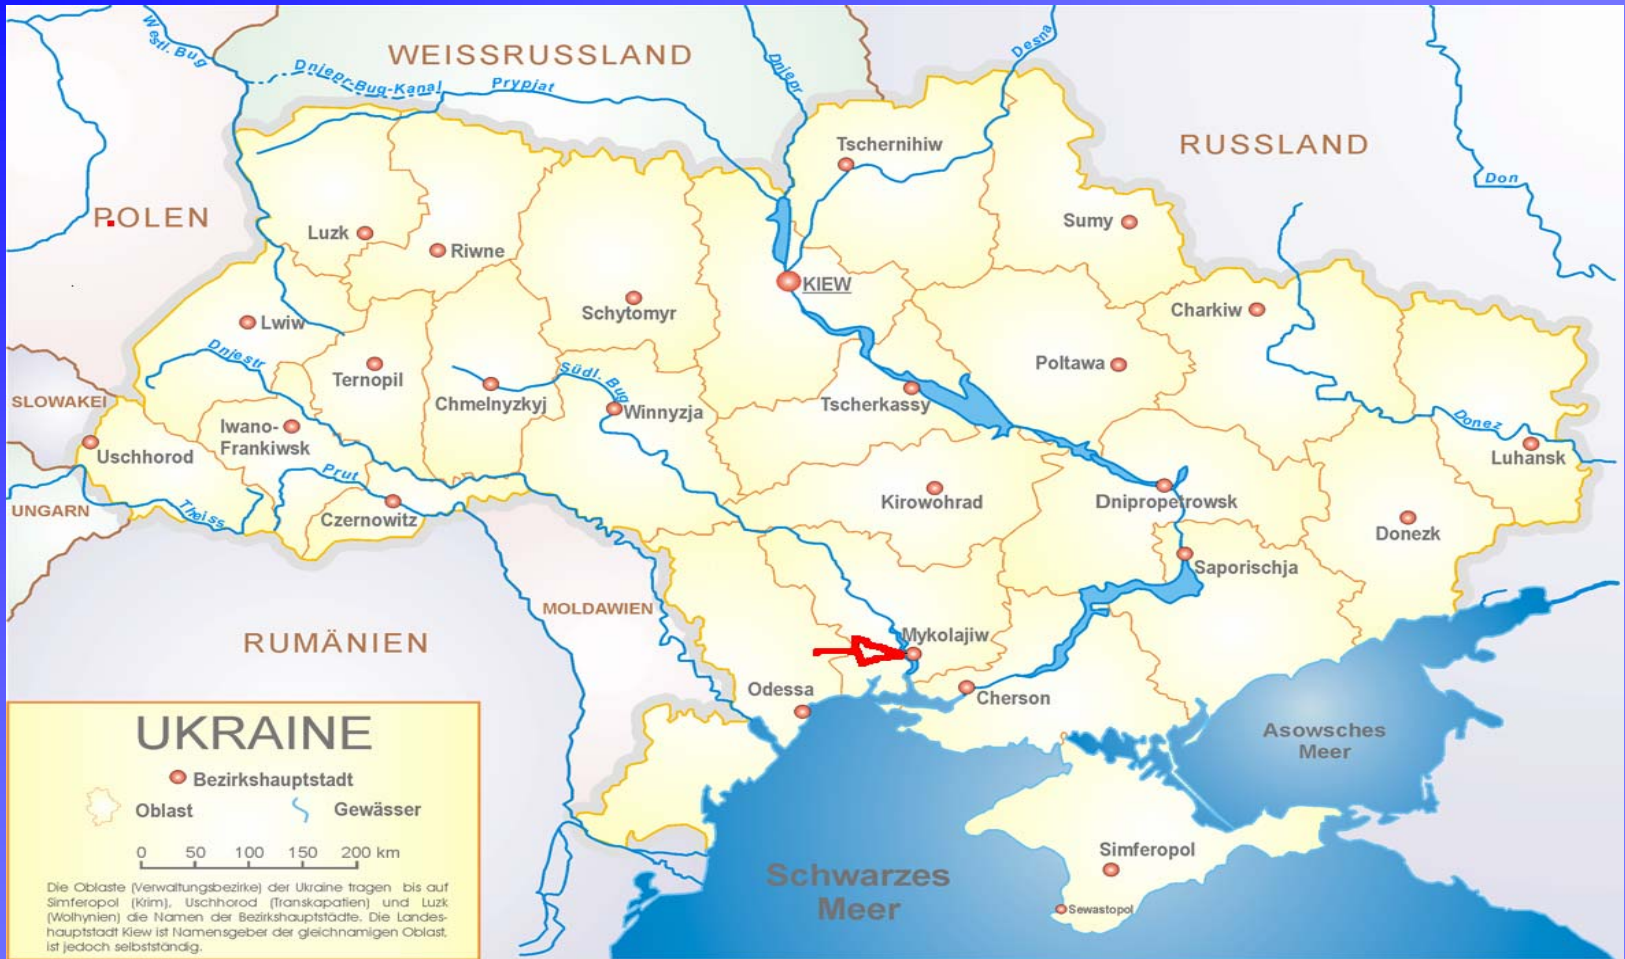 WEISSRUSSLAND
Westl. Bug
Dniepr-Bug-Kanal
Prypjat
Dniepr
Desna
Tschernihiw
RUSSLAND
Don
POLEN
Luzk
Riwne
Sumy
KIEW
Schytomyr
Charkiw
Lwiw
Dnjestr
Ternopil
Chmelnyzkyj
Südl. Bug
Winnyzja
Tscherkassy
Poltawa
SLOWAKEI
Iwano-
Frankiwsk
Uschhorod
Donez
Luhansk
Prut
Kirowohrad
Dnipropetrowsk
UNGARN
Theiss
Czernowitz
Donezk
Saporischja
MOLDAWIEN
RUMÄNIEN
Mykolajiw
Odessa
Cherson
Asowsches
Meer
Simferopol
Schwarzes
Meer
Sewastopol
UKRAINE
Bezirkshauptstadt
Oblast
Gewässer
0 50 100 150 200 km
Die Oblaste (Verwaltungsbezirke) der Ukraine tragen bis auf
Simferopol (Krim), Uschhorod (Transkapatien) und Luzk
(Wolhynien) die Namen der Bezirkshauptstädte. Die Landes-
hauptstadt Kiew ist Namensgeber der gleichnamigen Oblast,
ist jedoch selbstständig.